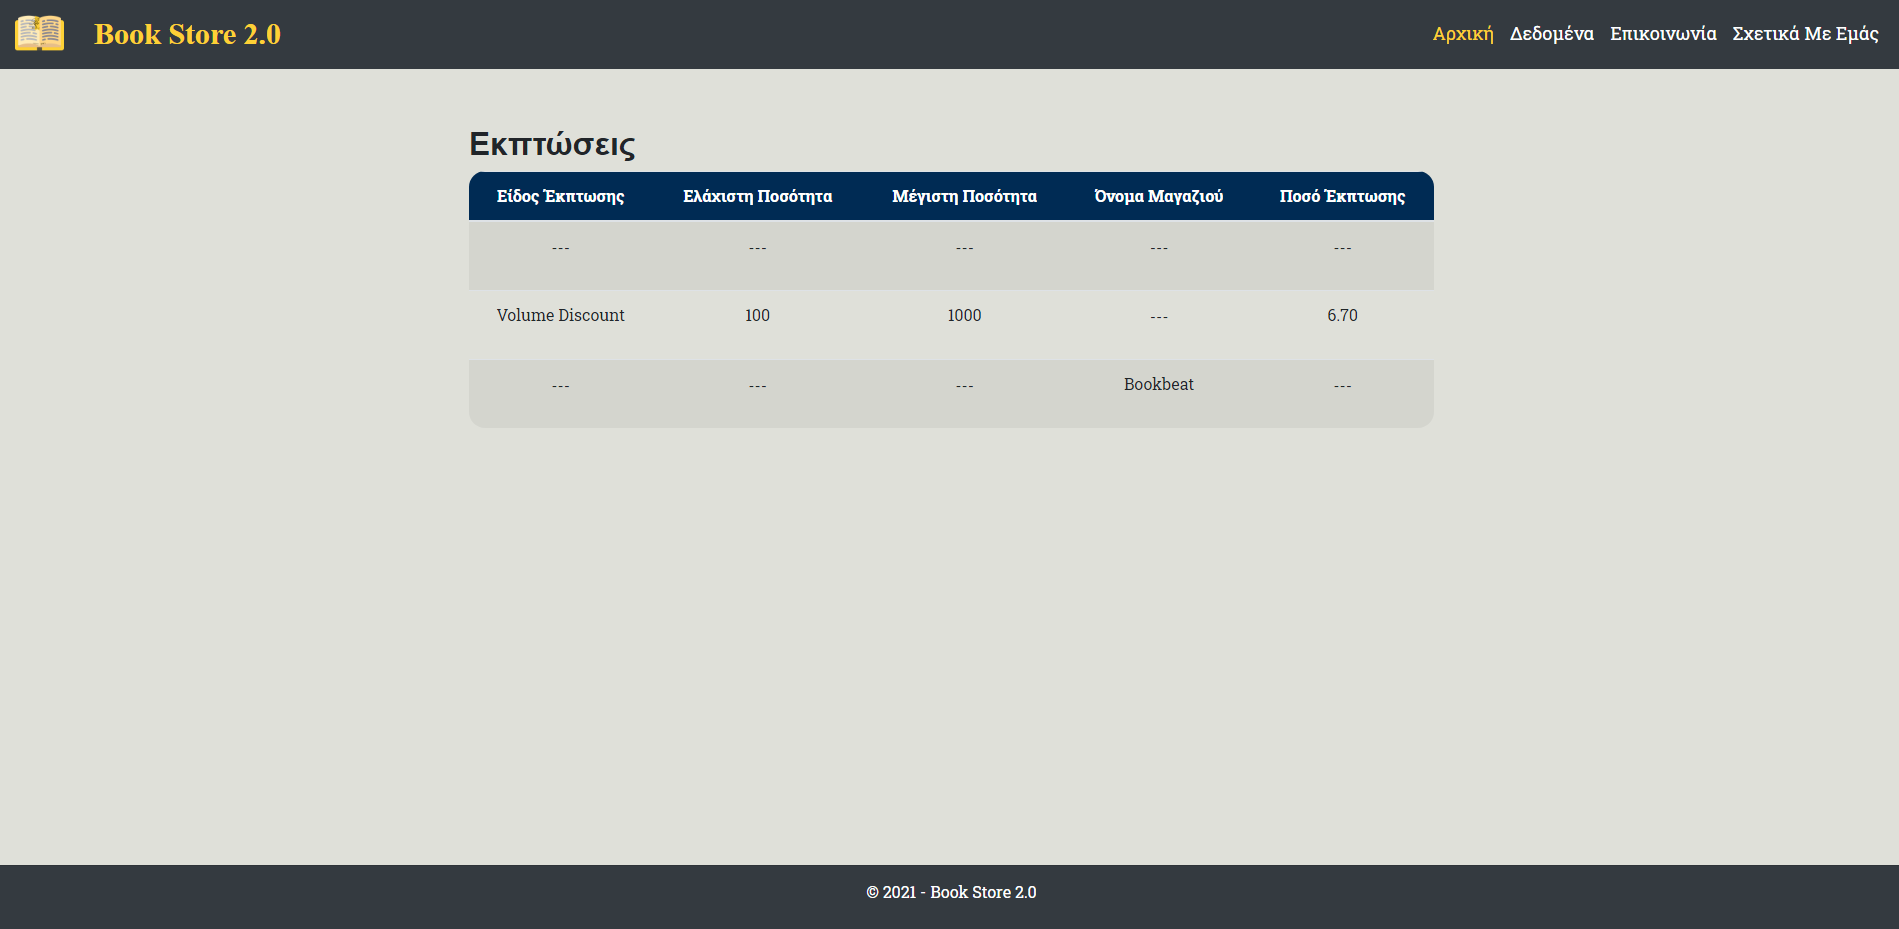 Book Store 2.0
Αρχική Δεδομένα Επικοινωνία Σχετικά Με Εμάς
Εκπτώσεις
Είδος Έκπτωσης Ελάχιστη Ποσότητα Μέγιστη Ποσότητα Όνομα Μαγαζιού Ποσό Έκπτωσης
--- --- --- --- ---
Volume Discount 100 1000 --- 6.70
--- --- --- Bookbeat ---
© 2021 - Book Store 2.0